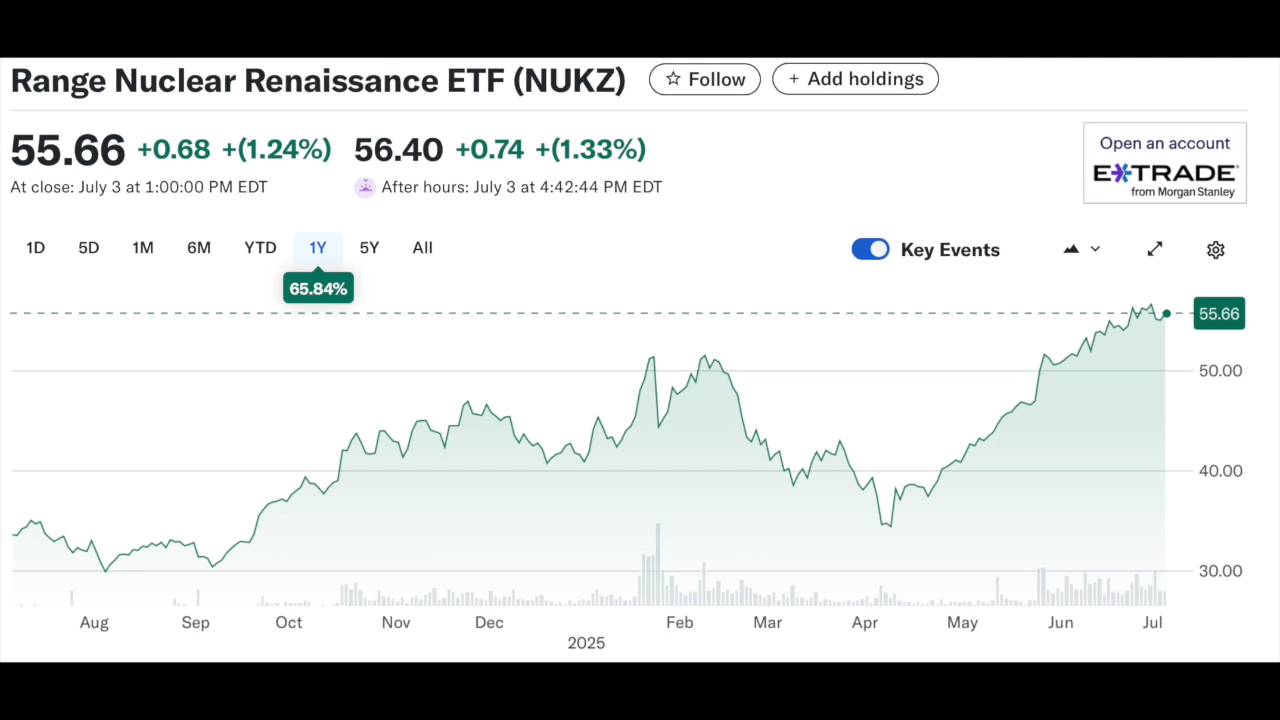 Range Nuclear Renaissance ETF (NUKZ) ☆ Follow + Add holdings
55.66 +0.68 +(1.24%) 56.40 +0.74 +(1.33%)
At close: July 3 at 1:00:00 PM EDT After hours: July 3 at 4:42:44 PM EDT
Open an account
E*TRADE
from Morgan Stanley
1D 5D 1M 6M YTD 1Y 5Y All Key Events
65.84%
55.66
50.00
40.00
30.00
Aug Sep Oct Nov Dec Feb Mar Apr May Jun Jul
2025